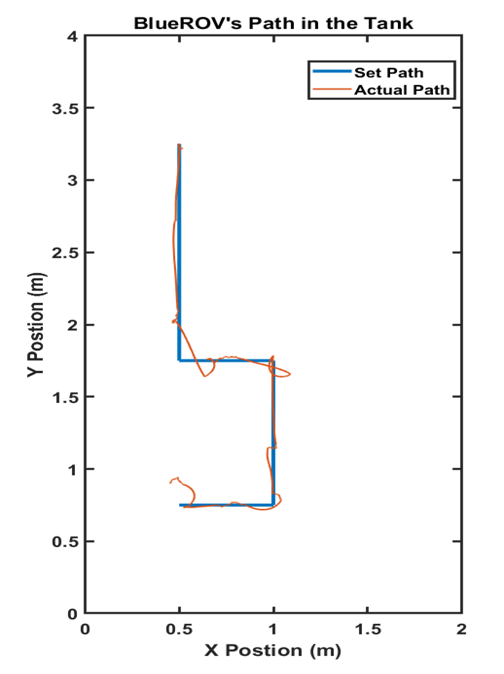 BlueROV's Path in the Tank
Set Path
Actual Path
4
3.5
3
2.5
2
1.5
1
0.5
0
Y Postion (m)
0
0.5
1
1.5
2
X Postion (m)